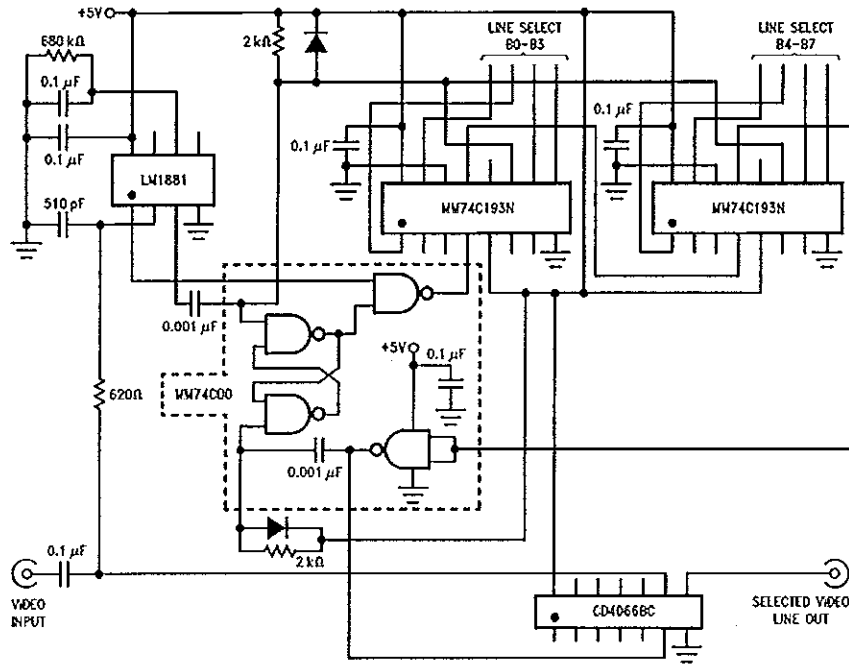 +5V
680 kΩ
0.1 µF
0.1 µF
510 pF
LM1881
2 kΩ
LINE SELECT
B0-B3
LINE SELECT
B4-B7
0.1 µF
0.1 µF
MM74C193N
MM74C193N
0.001 µF
620Ω
MM74C00
+5V
0.1 µF
0.001 µF
2 kΩ
0.1 µF
VIDEO
INPUT
CD4066BC
SELECTED VIDEO
LINE OUT